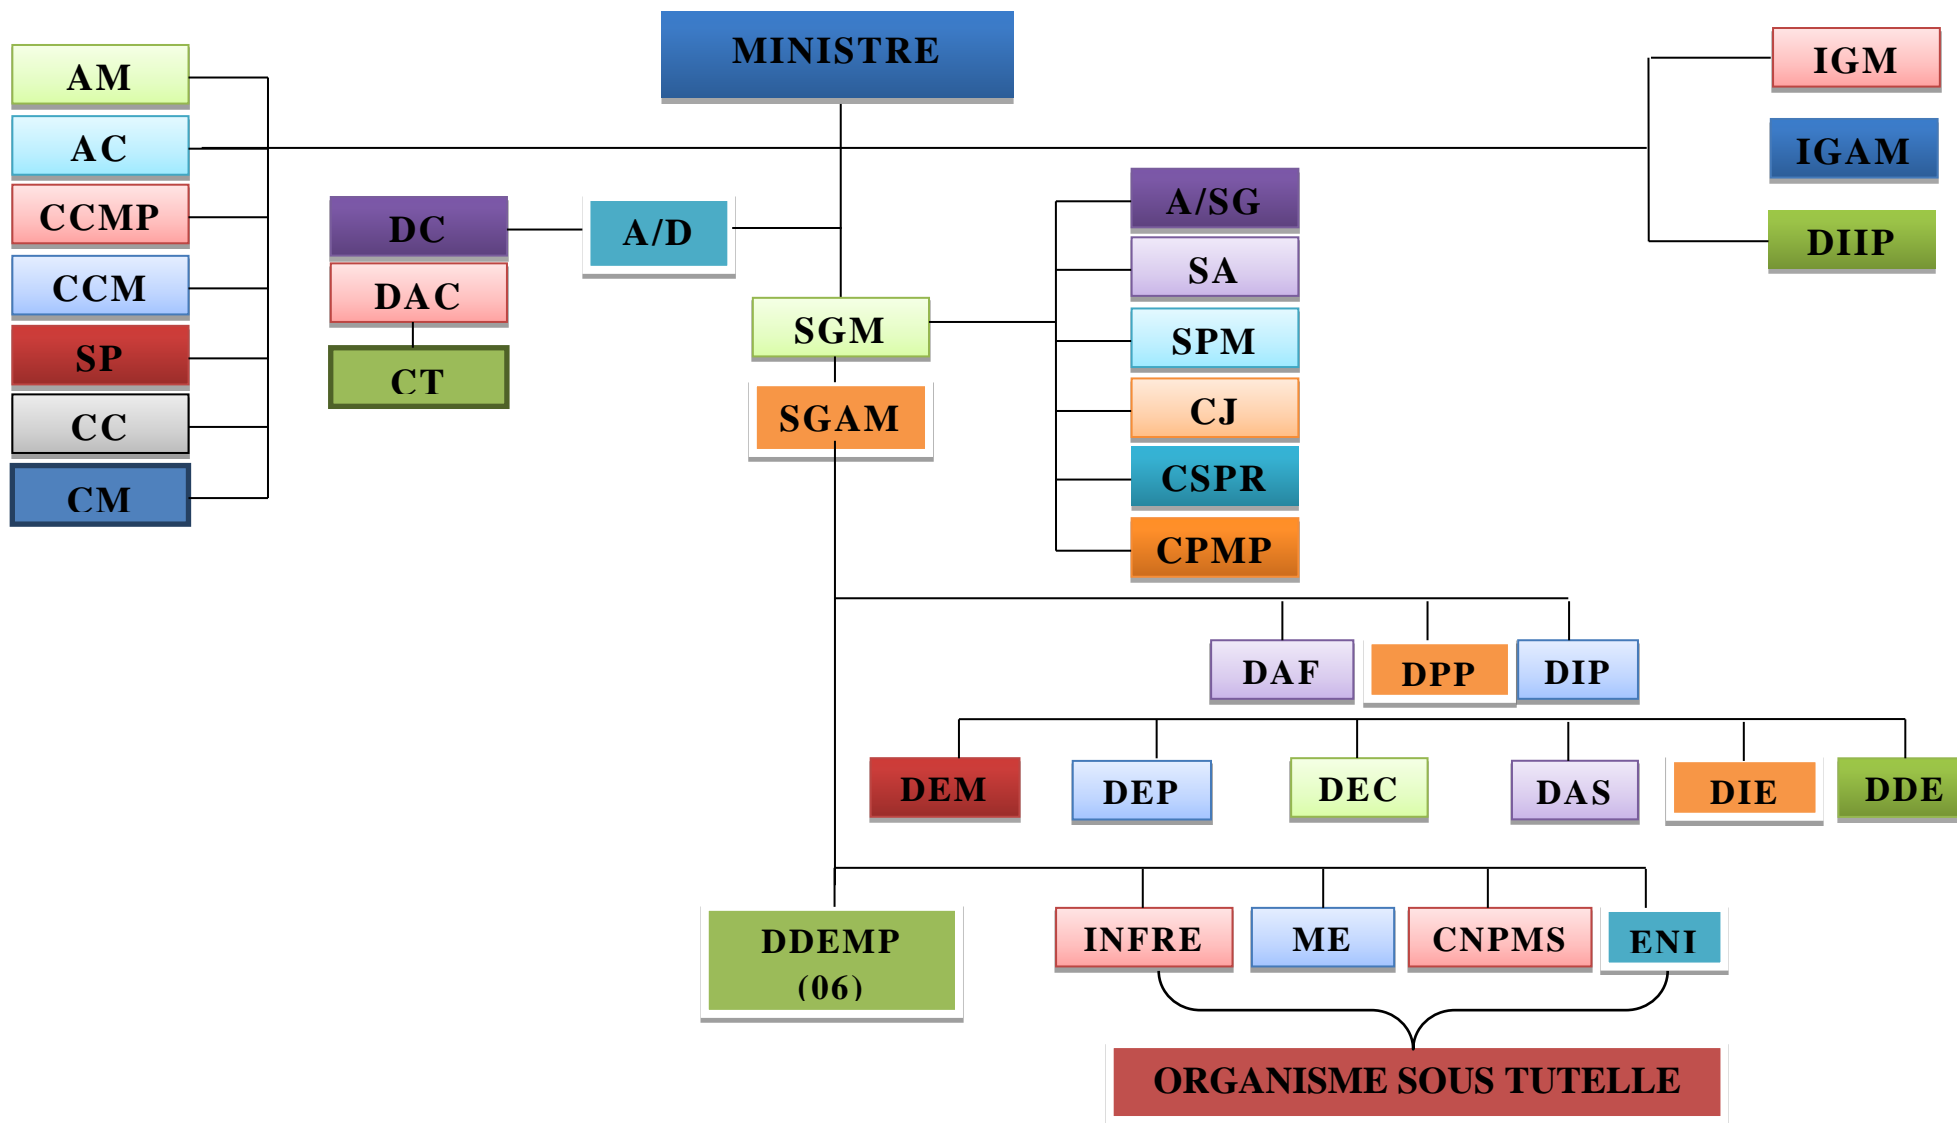 MINISTRE
AM
AC
CCMP
CCM
SP
CC
CM
DC
DAC
CT
A/D
SGM
SGAM
A/SG
SA
SPM
CJ
CSPR
CPMP
IGM
IGAM
DIIP
DAF
DPP
DIP
DEM
DEP
DEC
DAS
DIE
DDE
DDEMP
(06)
INFRE
ME
CNPMS
ENI
ORGANISME SOUS TUTELLE